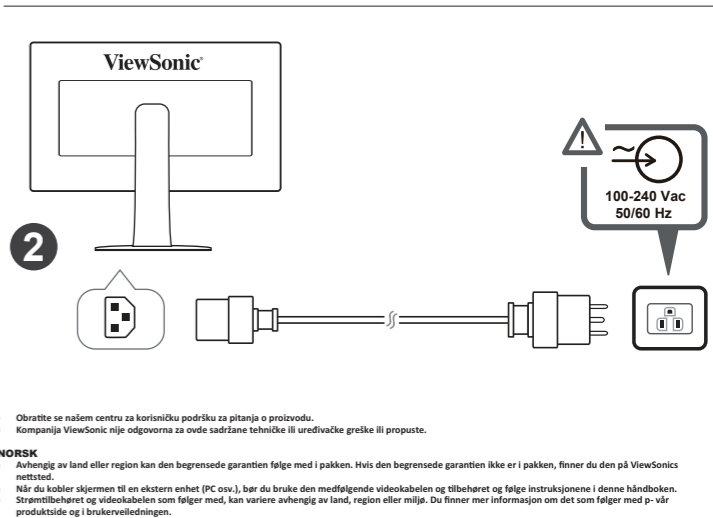 ViewSonic®
100-240 Vac
50/60 Hz
2
Obratite se našem centru za korisničku podršku za pitanja o proizvodu.
Kompanija ViewSonic nije odgovorna za ovde sadržane tehničke ili uređivačke greške ili propuste.
NORSK
Avhengig av land eller region kan den begrensede garantien følge med i pakken. Hvis den begrensede garantien ikke er i pakken, finner du den på ViewSonics
nettsted.
Når du kobler skjermen til en ekstern enhet (PC osv.), bør du bruke den medfølgende videokabelen og tilbehøret og følge instruksjonene i denne håndboken.
Strømtilbehøret og videokabelen som følger med, kan variere avhengig av land, region eller miljø. Du finner mer informasjon om det som følger med p- vår
produktside og i brukerveiledningen.